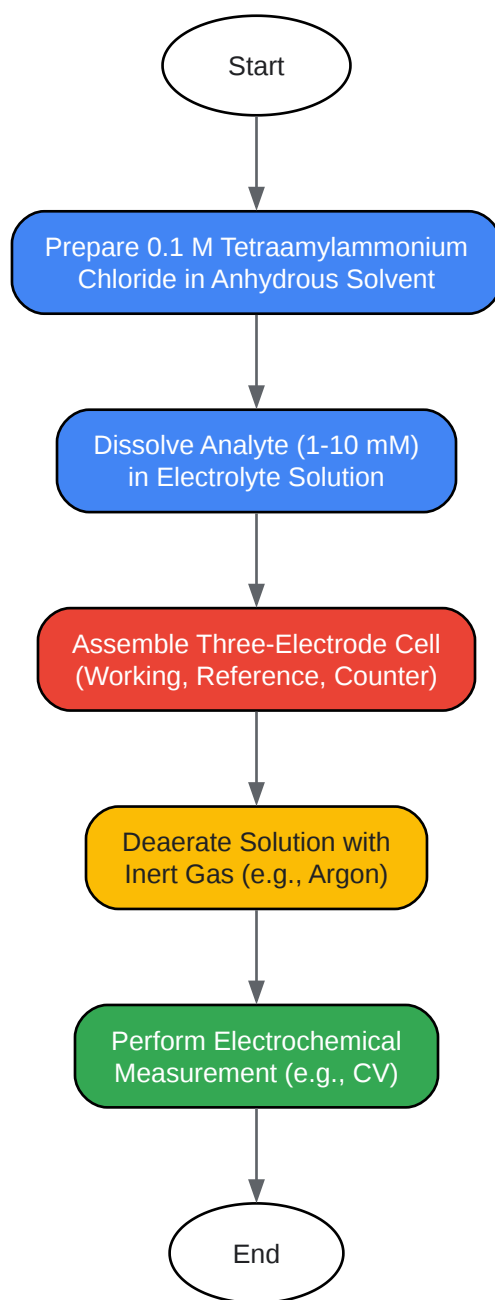 Start
Prepare 0.1 M Tetraamylammonium
Chloride in Anhydrous Solvent
Dissolve Analyte (1-10 mM)
in Electrolyte Solution
Assemble Three-Electrode Cell
(Working, Reference, Counter)
Deaerate Solution with
Inert Gas (e.g., Argon)
Perform Electrochemical
Measurement (e.g., CV)
End